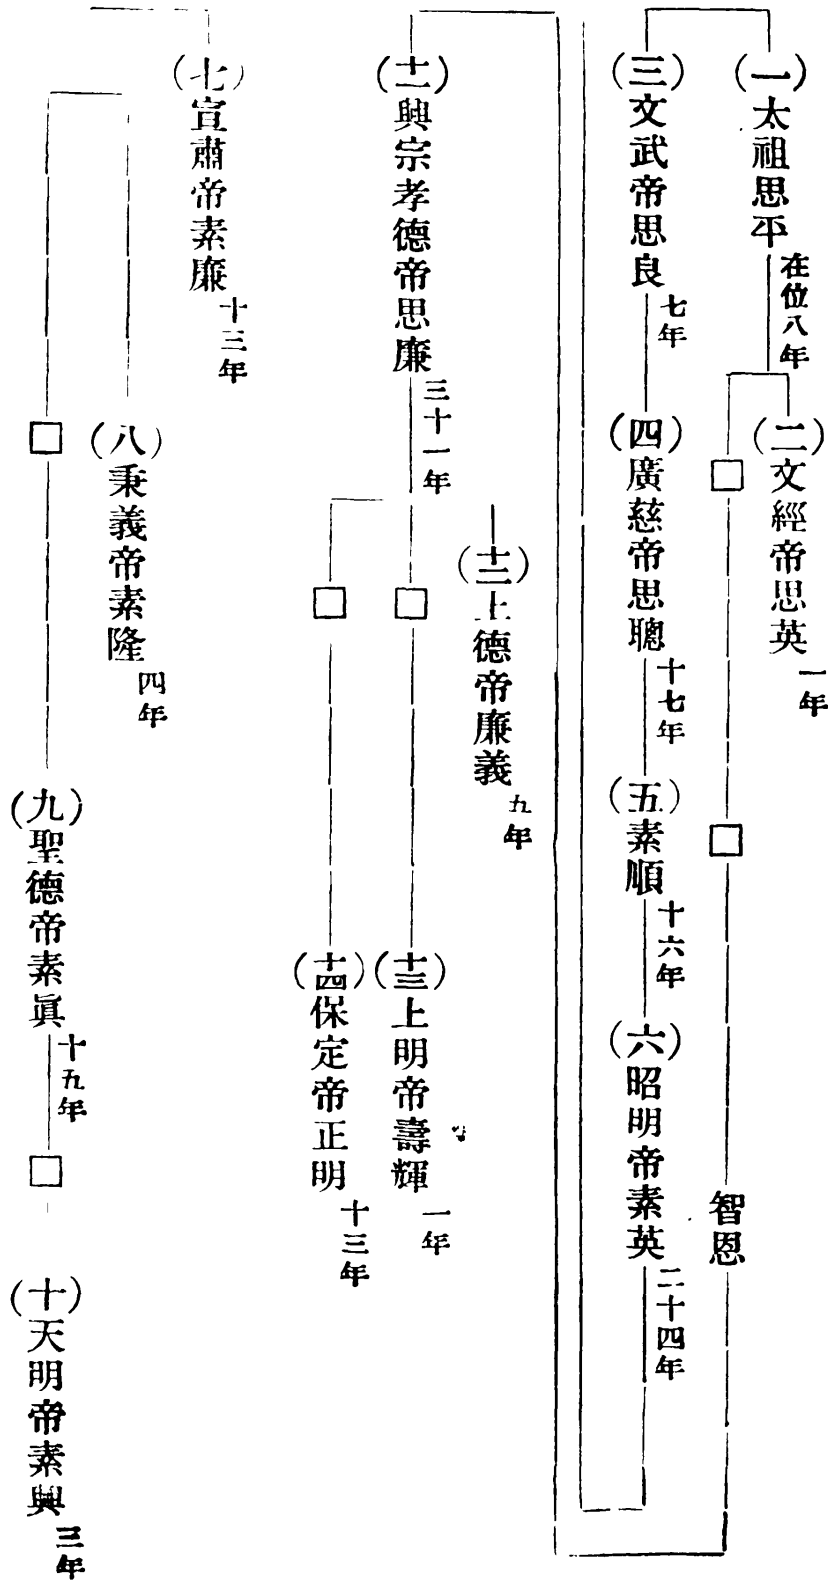 (一)太祖思平 在位八年
(二)文經帝思英 一年
智恩
(三)文武帝思良 七年
(四)廣慈帝思聰 十七年
(五)素順 十六年
(六)昭明帝素英 二十四年
(十一)興宗孝德帝思廉 三十一年
(十二)上德帝廉義 九年
(十三)上明帝壽輝 一年
(十四)保定帝正明 十三年
(七)宣肅帝素廉 十三年
(八)秉義帝素隆 四年
(九)聖德帝素眞 十五年
(十)天明帝素興 三年